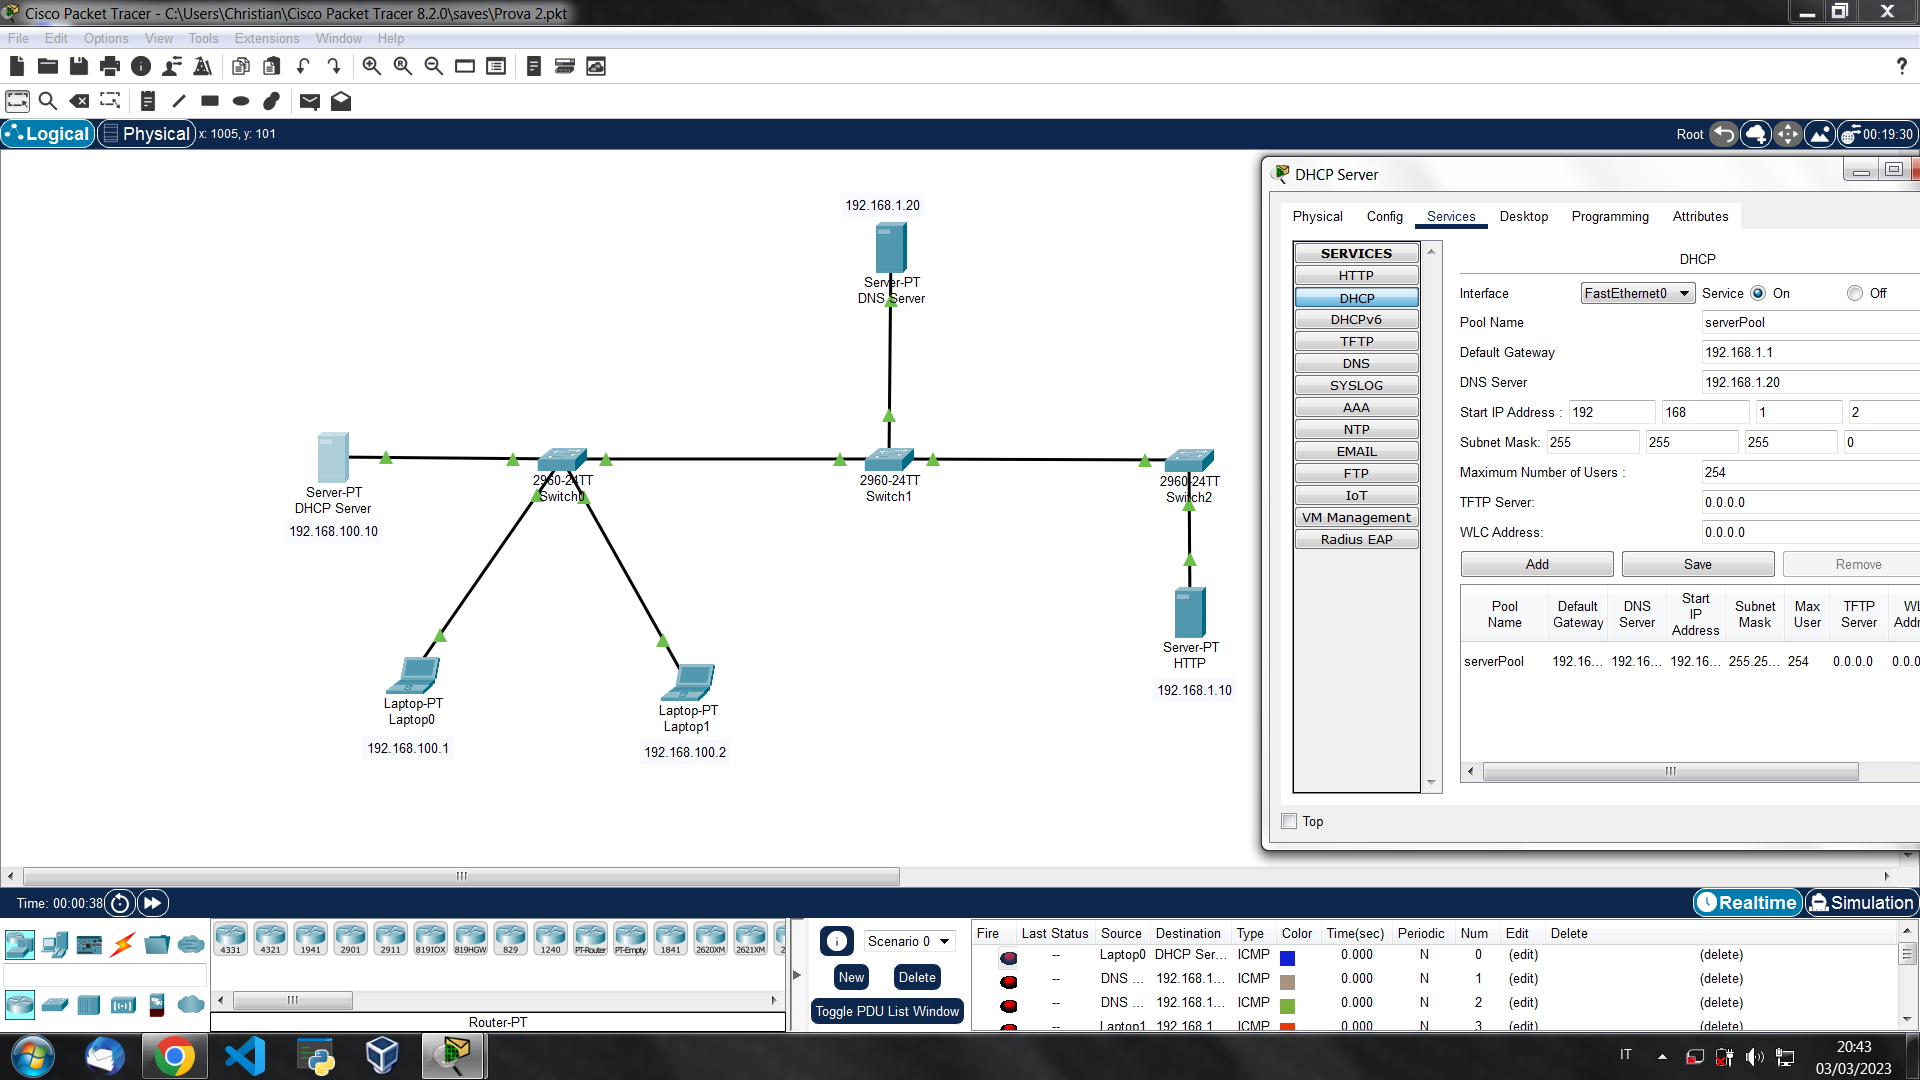 Cisco Packet Tracer - C:\Users\Christian\Cisco Packet Tracer 8.2.0\saves\Prova 2.pkt
File Edit Options View Tools Extensions Window Help
Logical Physical x: 1005, y: 101
Root 00:19:30
192.168.1.20
Server-PT
DNS Server
Server-PT
DHCP Server
192.168.100.10
2960-24TT
Switch0
2960-24TT
Switch1
2960-24TT
Switch2
Server-PT
HTTP
192.168.1.10
Laptop-PT
Laptop0
192.168.100.1
Laptop-PT
Laptop1
192.168.100.2
DHCP Server
Physical Config Services Desktop Programming Attributes
SERVICES
HTTP
DHCP
DHCPv6
TFTP
DNS
SYSLOG
AAA
NTP
EMAIL
FTP
IoT
VM Management
Radius EAP
DHCP
Interface FastEthernet0 Service On Off
Pool Name serverPool
Default Gateway 192.168.1.1
DNS Server 192.168.1.20
Start IP Address : 192 168 1 2
Subnet Mask: 255 255 255 0
Maximum Number of Users : 254
TFTP Server: 0.0.0.0
WLC Address: 0.0.0.0
Add Save Remove
Pool Name Default Gateway DNS Server Start IP Address Subnet Mask Max User TFTP Server WL Addr
serverPool 192.16... 192.16... 192.16... 255.25... 254 0.0.0.0 0.0.0
Top
Time: 00:00:38
Realtime Simulation
4331 4321 1941 2901 2911 819IOX 819HGW 829 1240 PT-Router PT-Empty 1841 2620XM 2621XM
Router-PT
Scenario 0
New Delete
Toggle PDU List Window
Fire Last Status Source Destination Type Color Time(sec) Periodic Num Edit Delete
-- Laptop0 DHCP Ser... ICMP 0.000 N 0 (edit) (delete)
-- DNS ... 192.168.1... ICMP 0.000 N 1 (edit) (delete)
-- DNS ... 192.168.1... ICMP 0.000 N 2 (edit) (delete)
-- Laptop1 192.168.1 ICMP 0.000 N 3 (edit) (delete)
IT
20:43
03/03/2023